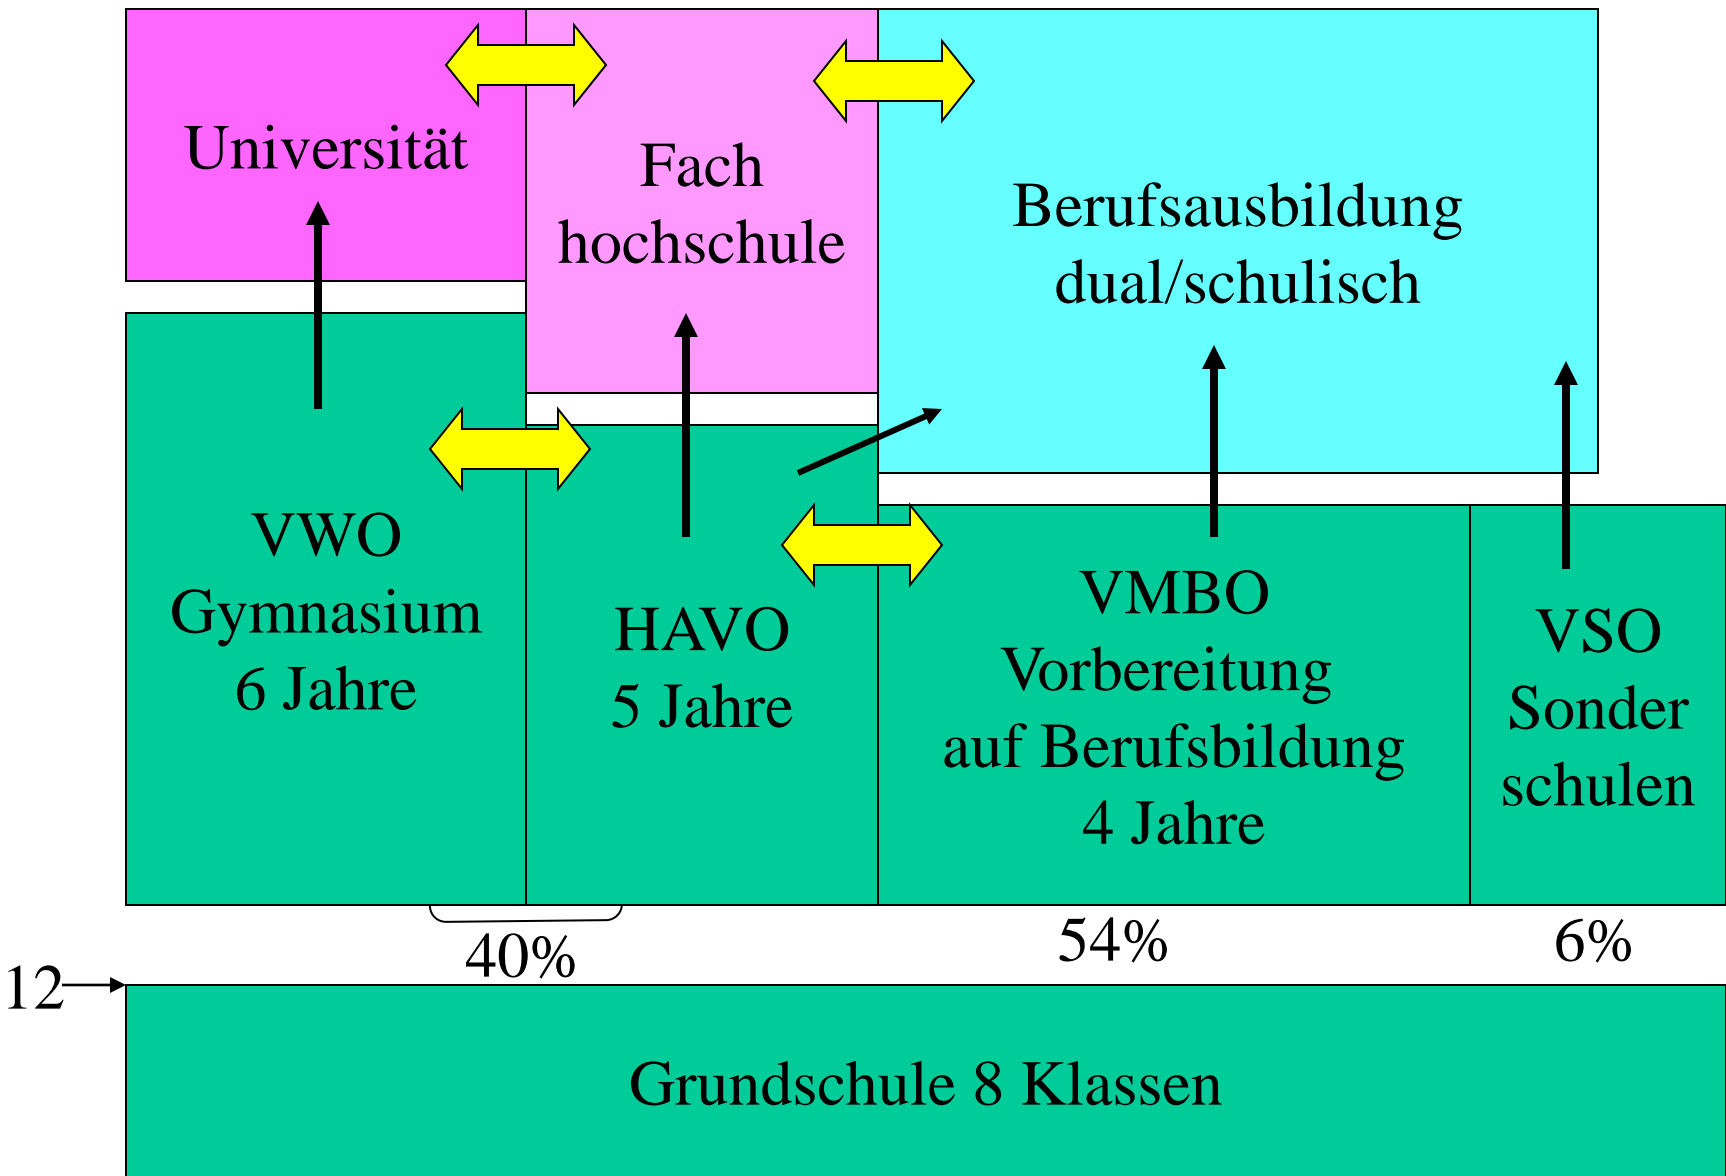 Universität
Fach
hochschule
Berufsausbildung
dual/schulisch
VWO
Gymnasium
6 Jahre
HAVO
5 Jahre
VMBO
Vorbereitung
auf Berufsbildung
4 Jahre
VSO
Sonder
schulen
40%
54%
6%
12
Grundschule 8 Klassen